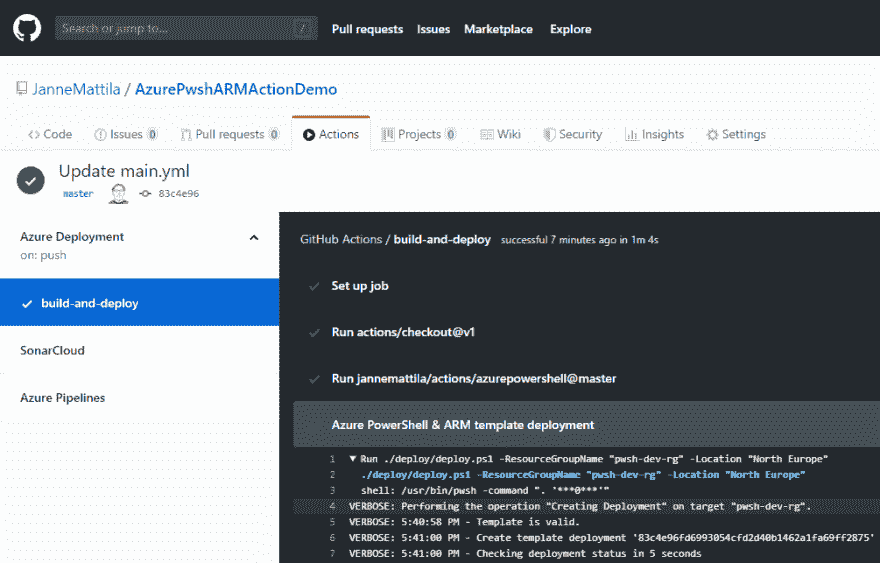 Search or jump to... /
Pull requests Issues Marketplace Explore
JanneMattila / AzurePwshARMActionDemo
<> Code Issues 0 Pull requests 0 Actions Projects 0 Wiki Security Insights Settings
Update main.yml
master 83c4e96
Azure Deployment
on: push
build-and-deploy
SonarCloud
Azure Pipelines
GitHub Actions / build-and-deploy successful 7 minutes ago in 1m 4s
Set up job
Run actions/checkout@v1
Run jannemattila/actions/azurepowershell@master
Azure PowerShell & ARM template deployment
1 ▼ Run ./deploy/deploy.ps1 -ResourceGroupName "pwsh-dev-rg" -Location "North Europe"
2 ./deploy/deploy.ps1 -ResourceGroupName "pwsh-dev-rg" -Location "North Europe"
3 shell: /usr/bin/pwsh -command ". '***0***'"
4 VERBOSE: Performing the operation "Creating Deployment" on target "pwsh-dev-rg".
5 VERBOSE: 5:40:58 PM - Template is valid.
6 VERBOSE: 5:41:00 PM - Create template deployment '83c4e96fd6993054cfd2d40b1462a1fa69ff2875'
7 VERBOSE: 5:41:00 PM - Checking deployment status in 5 seconds